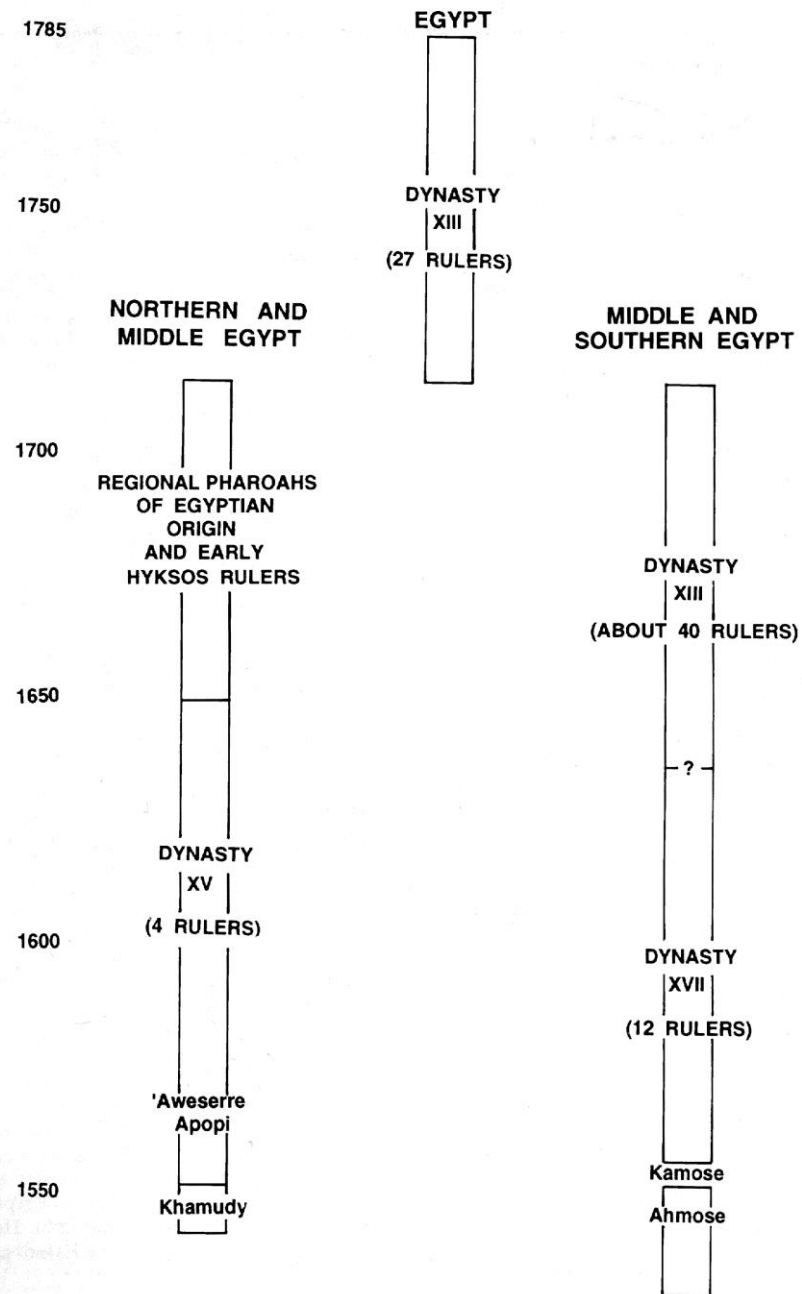 1785
EGYPT
1750
DYNASTY
XIII
(27 RULERS)
NORTHERN AND
MIDDLE EGYPT
MIDDLE AND
SOUTHERN EGYPT
1700
REGIONAL PHAROAHS
OF EGYPTIAN
ORIGIN
AND EARLY
HYKSOS RULERS
DYNASTY
XIII
(ABOUT 40 RULERS)
1650
?
DYNASTY
XV
(4 RULERS)
1600
DYNASTY
XVII
(12 RULERS)
'Aweserre
Apopi
1550
Khamudy
Kamose
Ahmose